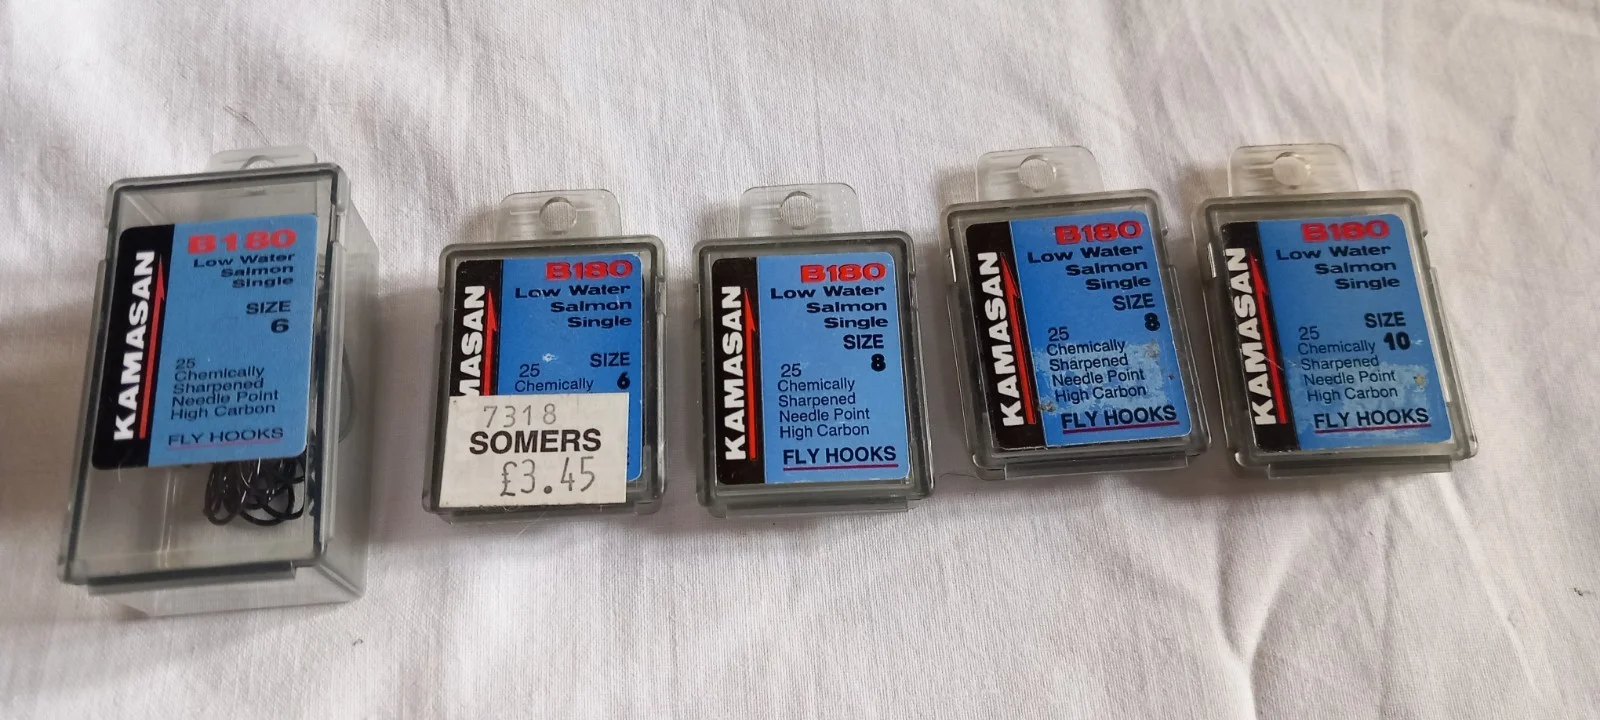 KAMASAN
B180
Low Water
Salmon
Single
SIZE
6
25
Chemically
Sharpened
Needle Point
High Carbon
FLY HOOKS
MASAN
B180
Low Water
Salmon
Single
SIZE
25
Chemically 6
7318
SOMERS
£3.45
KAMASAN
B180
Low Water
Salmon
Single
SIZE
8
25
Chemically
Sharpened
Needle Point
High Carbon
FLY HOOKS
KAMASAN
B180
Low Water
Salmon
Single
SIZE
8
25
Chemically
Sharpened
Needle Point
High Carbon
FLY HOOKS
KAMASAN
B180
Low Water
Salmon
Single
SIZE
25
Chemically 10
Sharpened
Needle Point
High Carbon
FLY HOOKS